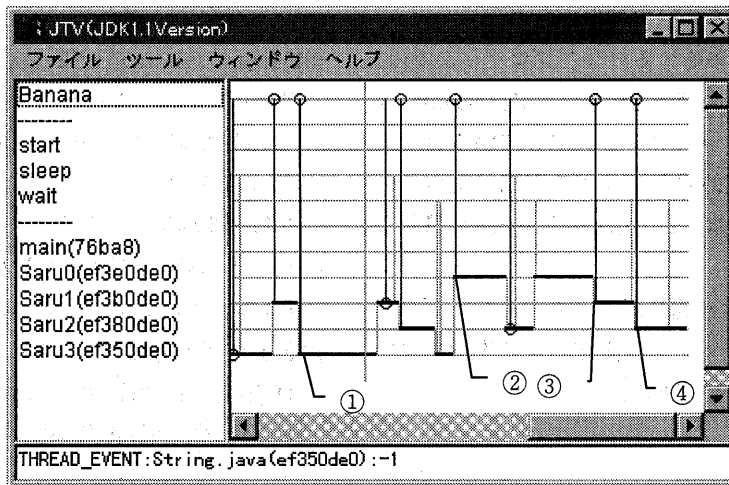 JTV(JDK1.1Version)
ファイル ツール ウィンドウ ヘルプ
Banana
--------
start
sleep
wait
--------
main(76ba8)
Saru0(ef3e0de0)
Saru1(ef3b0de0)
Saru2(ef380de0)
Saru3(ef350de0)
① ② ③ ④
THREAD_EVENT:String.java(ef350de0):-1